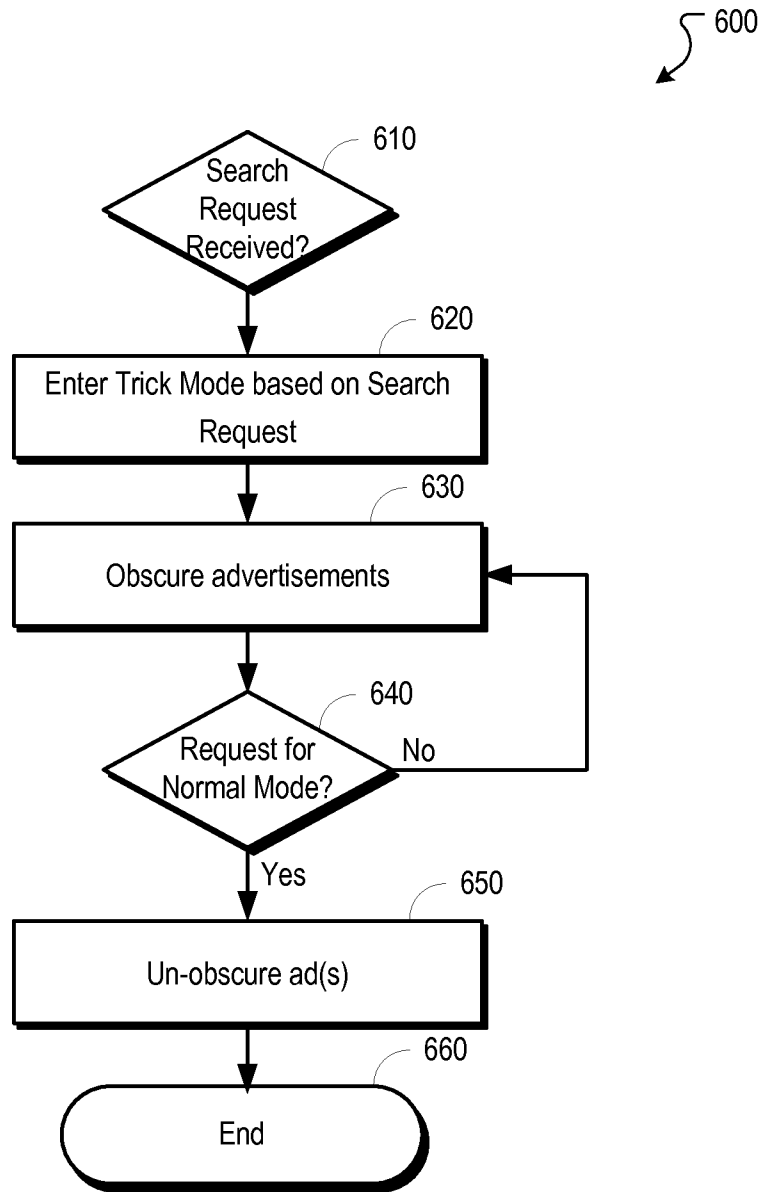 600
610
Search
Request
Received?
620
Enter Trick Mode based on Search
Request
630
Obscure advertisements
640
Request for
Normal Mode?
No
Yes
650
Un-obscure ad(s)
660
End